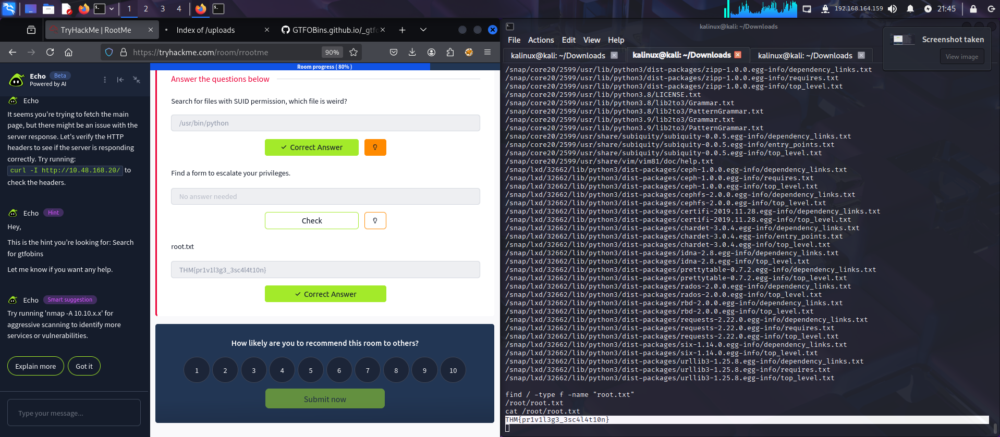 1
2
3
4
192.168.164.159
21:45
TryHackMe | RootMe
Index of /uploads
GTFOBins.github.io/_gtfo
https://tryhackme.com/room/rrootme
90%
Echo
Beta
Powered by AI
Echo
It seems you're trying to fetch the main
page, but there might be an issue with the
server response. Let's verify the HTTP
headers to see if the server is responding
correctly. Try running:
curl -I http://10.48.168.20/ to
check the headers.
Echo
Hint
Hey,
This is the hint you're looking for: Search
for gtfobins
Let me know if you want any help.
Echo
Smart suggestion
Try running 'nmap -A 10.10.x.x' for
aggressive scanning to identify more
services or vulnerabilities.
Explain more
Got it
Type your message...
Room progress ( 80% )
Answer the questions below
Search for files with SUID permission, which file is weird?
/usr/bin/python
Correct Answer
Find a form to escalate your privileges.
No answer needed
Check
root.txt
THM{pr1v1l3g3_3sc4l4t10n}
Correct Answer
How likely are you to recommend this room to others?
1
2
3
4
5
6
7
8
9
10
Submit now
kalinux@kali: ~/Downloads
File Actions Edit View Help
kalinux@kali: ~/Downloads
kalinux@kali: ~/Downloads
kalinux@kali: ~/Downloads
Screenshot taken
View image
/snap/core20/2599/usr/lib/python3/dist-packages/zipp-1.0.0.egg-info/dependency_links.txt
/snap/core20/2599/usr/lib/python3/dist-packages/zipp-1.0.0.egg-info/requires.txt
/snap/core20/2599/usr/lib/python3/dist-packages/zipp-1.0.0.egg-info/top_level.txt
/snap/core20/2599/usr/lib/python3.8/LICENSE.txt
/snap/core20/2599/usr/lib/python3.8/lib2to3/Grammar.txt
/snap/core20/2599/usr/lib/python3.8/lib2to3/PatternGrammar.txt
/snap/core20/2599/usr/lib/python3.9/lib2to3/Grammar.txt
/snap/core20/2599/usr/lib/python3.9/lib2to3/PatternGrammar.txt
/snap/core20/2599/usr/share/subiquity/subiquity-0.0.5.egg-info/dependency_links.txt
/snap/core20/2599/usr/share/subiquity/subiquity-0.0.5.egg-info/entry_points.txt
/snap/core20/2599/usr/share/subiquity/subiquity-0.0.5.egg-info/top_level.txt
/snap/core20/2599/usr/share/vim/vim81/doc/help.txt
/snap/lxd/32662/lib/python3/dist-packages/ceph-1.0.0.egg-info/dependency_links.txt
/snap/lxd/32662/lib/python3/dist-packages/ceph-1.0.0.egg-info/requires.txt
/snap/lxd/32662/lib/python3/dist-packages/ceph-1.0.0.egg-info/top_level.txt
/snap/lxd/32662/lib/python3/dist-packages/cephfs-2.0.0.egg-info/dependency_links.txt
/snap/lxd/32662/lib/python3/dist-packages/cephfs-2.0.0.egg-info/top_level.txt
/snap/lxd/32662/lib/python3/dist-packages/certifi-2019.11.28.egg-info/dependency_links.txt
/snap/lxd/32662/lib/python3/dist-packages/certifi-2019.11.28.egg-info/top_level.txt
/snap/lxd/32662/lib/python3/dist-packages/chardet-3.0.4.egg-info/dependency_links.txt
/snap/lxd/32662/lib/python3/dist-packages/chardet-3.0.4.egg-info/entry_points.txt
/snap/lxd/32662/lib/python3/dist-packages/chardet-3.0.4.egg-info/top_level.txt
/snap/lxd/32662/lib/python3/dist-packages/idna-2.8.egg-info/dependency_links.txt
/snap/lxd/32662/lib/python3/dist-packages/idna-2.8.egg-info/top_level.txt
/snap/lxd/32662/lib/python3/dist-packages/prettytable-0.7.2.egg-info/dependency_links.txt
/snap/lxd/32662/lib/python3/dist-packages/prettytable-0.7.2.egg-info/top_level.txt
/snap/lxd/32662/lib/python3/dist-packages/rados-2.0.0.egg-info/dependency_links.txt
/snap/lxd/32662/lib/python3/dist-packages/rados-2.0.0.egg-info/top_level.txt
/snap/lxd/32662/lib/python3/dist-packages/rbd-2.0.0.egg-info/dependency_links.txt
/snap/lxd/32662/lib/python3/dist-packages/rbd-2.0.0.egg-info/top_level.txt
/snap/lxd/32662/lib/python3/dist-packages/requests-2.22.0.egg-info/dependency_links.txt
/snap/lxd/32662/lib/python3/dist-packages/requests-2.22.0.egg-info/requires.txt
/snap/lxd/32662/lib/python3/dist-packages/requests-2.22.0.egg-info/top_level.txt
/snap/lxd/32662/lib/python3/dist-packages/six-1.14.0.egg-info/dependency_links.txt
/snap/lxd/32662/lib/python3/dist-packages/six-1.14.0.egg-info/top_level.txt
/snap/lxd/32662/lib/python3/dist-packages/urllib3-1.25.8.egg-info/dependency_links.txt
/snap/lxd/32662/lib/python3/dist-packages/urllib3-1.25.8.egg-info/requires.txt
/snap/lxd/32662/lib/python3/dist-packages/urllib3-1.25.8.egg-info/top_level.txt
find / -type f -name "root.txt"
/root/root.txt
cat /root/root.txt
THM{pr1v1l3g3_3sc4l4t10n}